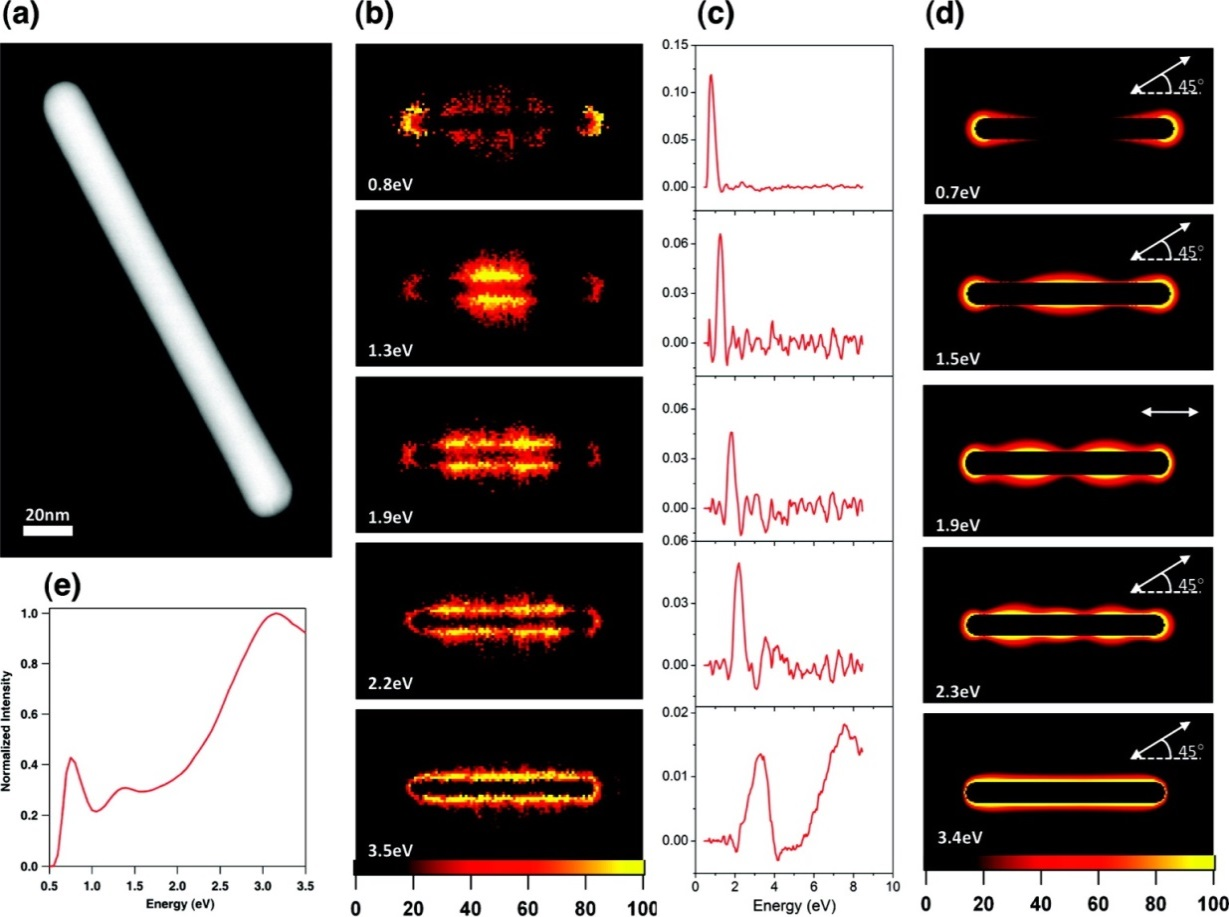 (a)
20nm
(b)
0.8eV
1.3eV
1.9eV
2.2eV
3.5eV
0 20 40 60 80 100
(c)
0.15
0.10
0.05
0.00
0.06
0.03
0.00
0.06
0.03
0.00
0.06
0.03
0.00
0.02
0.01
0.00
0 2 4 6 8 10
Energy (eV)
(d)
45°
0.7eV
45°
1.5eV
1.9eV
45°
2.3eV
45°
3.4eV
0 20 40 60 80 100
(e)
Normalized Intensity
1.0
0.8
0.6
0.4
0.2
0.0
0.5 1.0 1.5 2.0 2.5 3.0 3.5
Energy (eV)